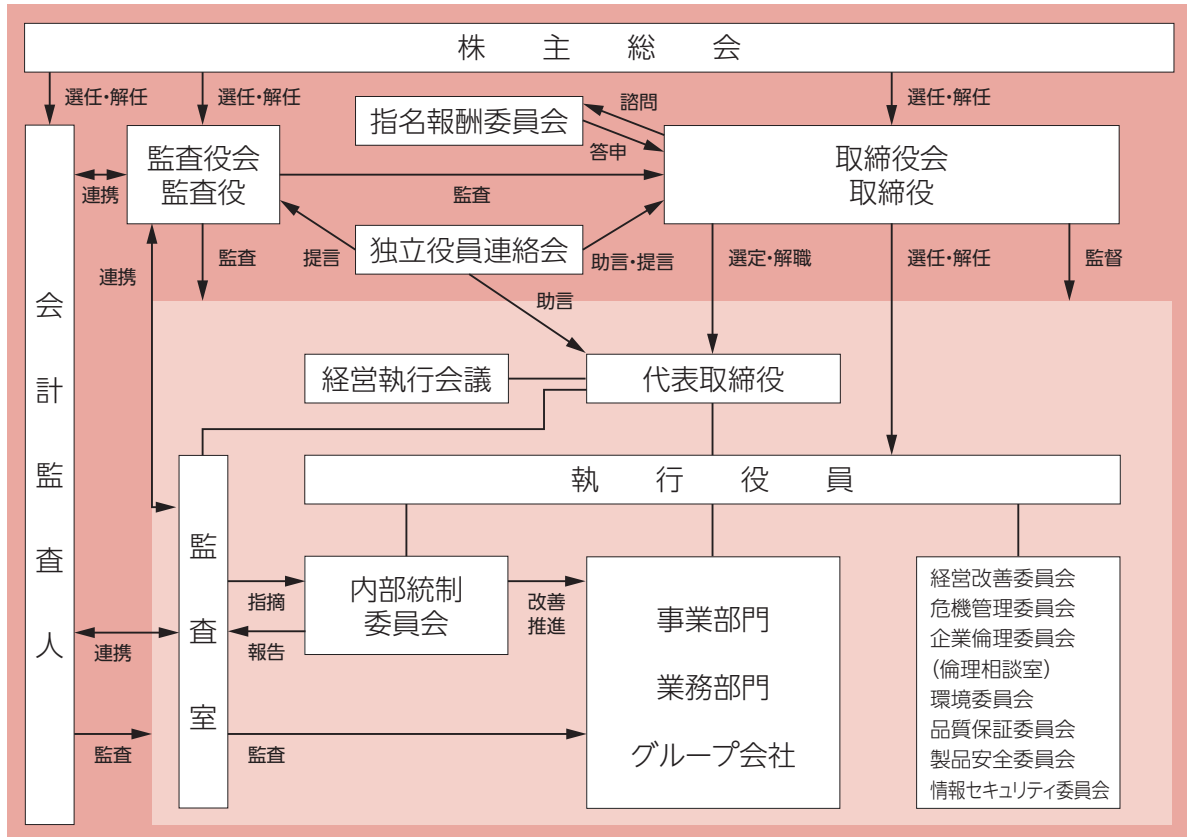 株主総会
選任・解任
選任・解任
選任・解任
指名報酬委員会
諮問
答申
監査役会
監査役
取締役会
取締役
連携
監査
独立役員連絡会
提言
助言・提言
助言
連携
監査
選定・解職
選任・解任
監督
会計監査人
経営執行会議
代表取締役
執行役員
監査室
指摘
報告
内部統制
委員会
改善
推進
事業部門
業務部門
グループ会社
経営改善委員会
危機管理委員会
企業倫理委員会
(倫理相談室)
環境委員会
品質保証委員会
製品安全委員会
情報セキュリティ委員会
連携
監査
監査